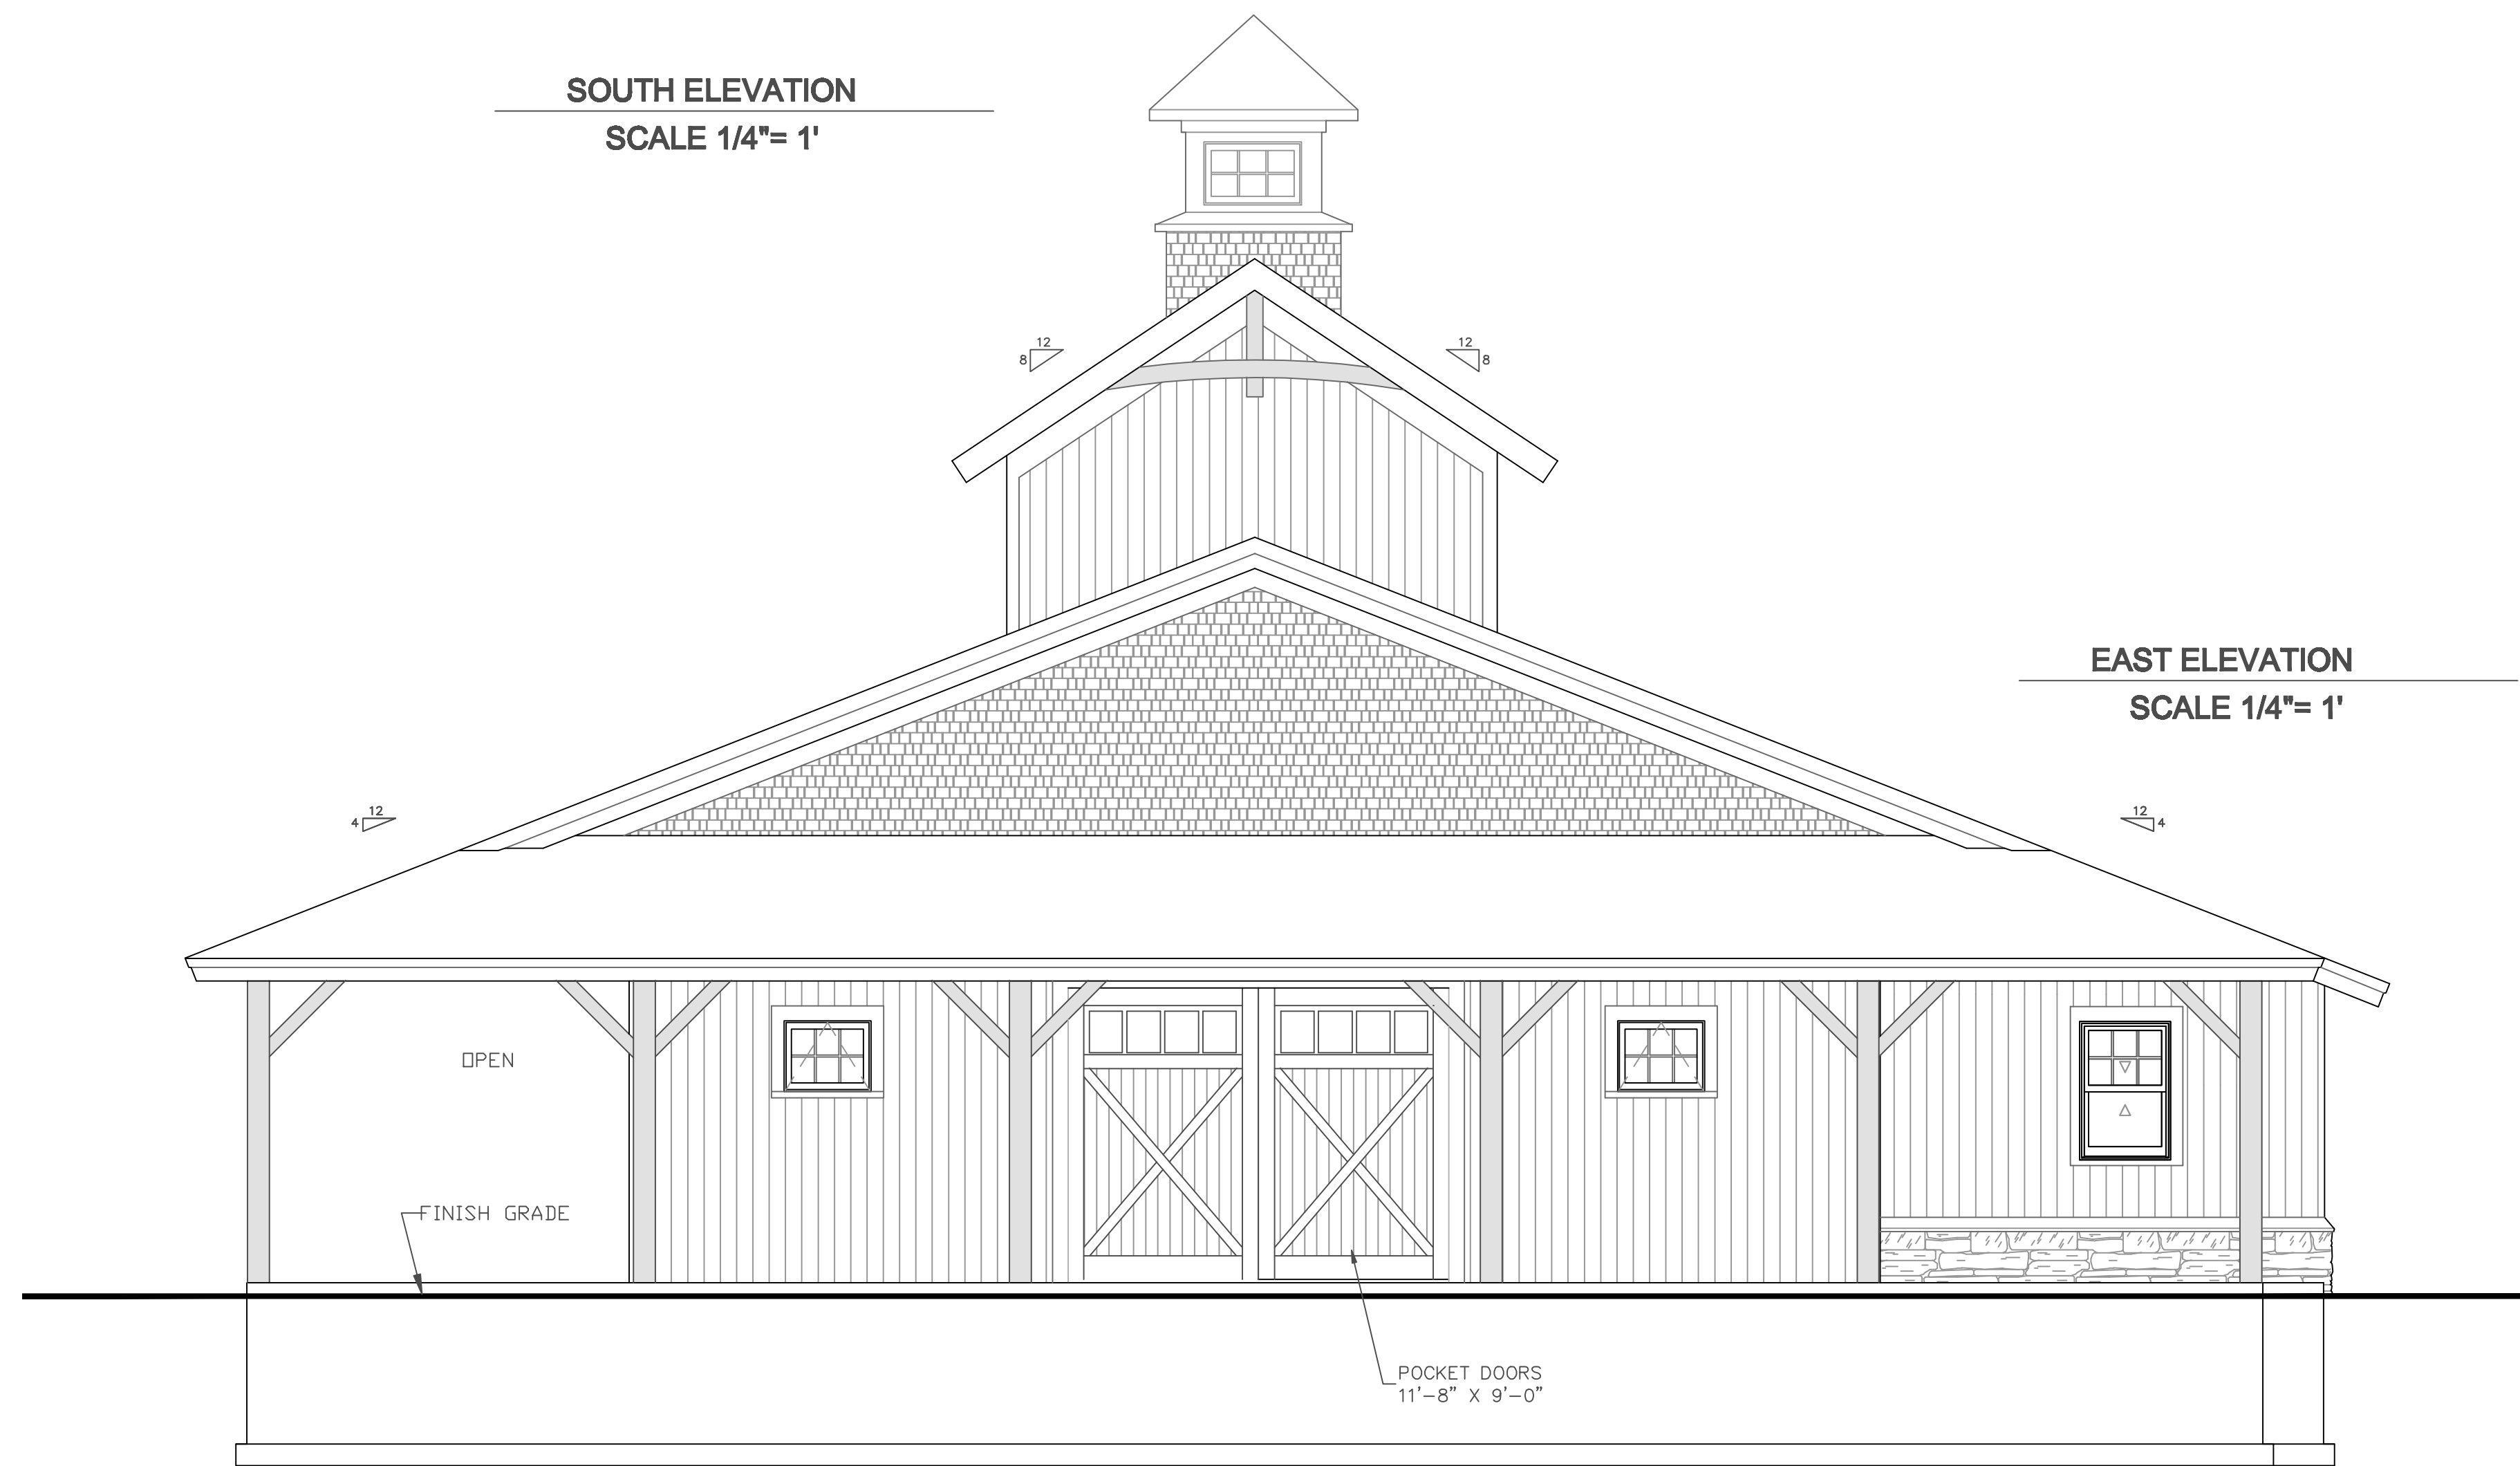 SOUTH ELEVATION
SCALE 1/4"= 1'
12
8
12
8
EAST ELEVATION
SCALE 1/4"= 1'
12
4
12
4
OPEN
FINISH GRADE
POCKET DOORS
11'-8" X 9'-0"